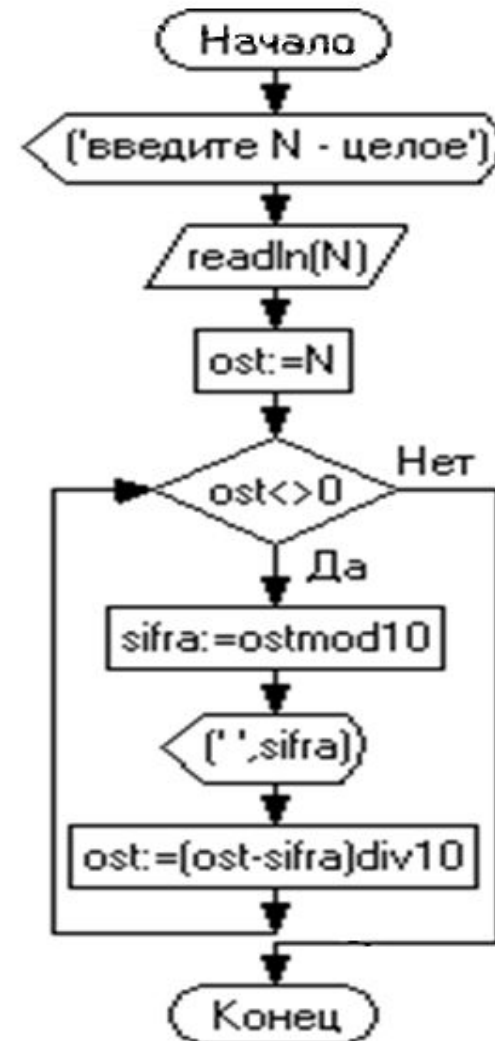 Начало
('введите N - целое')
readln(N)
ost:=N
ost<>0
Нет
Да
sifra:=ostmod10
(' ',sifra)
ost:=(ost-sifra)div10
Конец